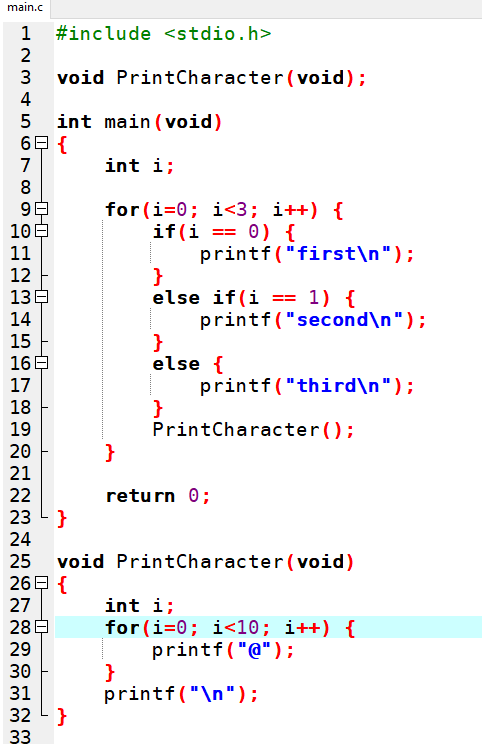 main.c
1 #include <stdio.h>
2
3 void PrintCharacter(void);
4
5 int main(void)
6 {
7     int i;
8
9     for(i=0; i<3; i++) {
10         if(i == 0) {
11             printf("first\n");
12         }
13         else if(i == 1) {
14             printf("second\n");
15         }
16         else {
17             printf("third\n");
18         }
19         PrintCharacter();
20     }
21
22     return 0;
23 }
24
25 void PrintCharacter(void)
26 {
27     int i;
28     for(i=0; i<10; i++) {
29         printf("@");
30     }
31     printf("\n");
32 }
33